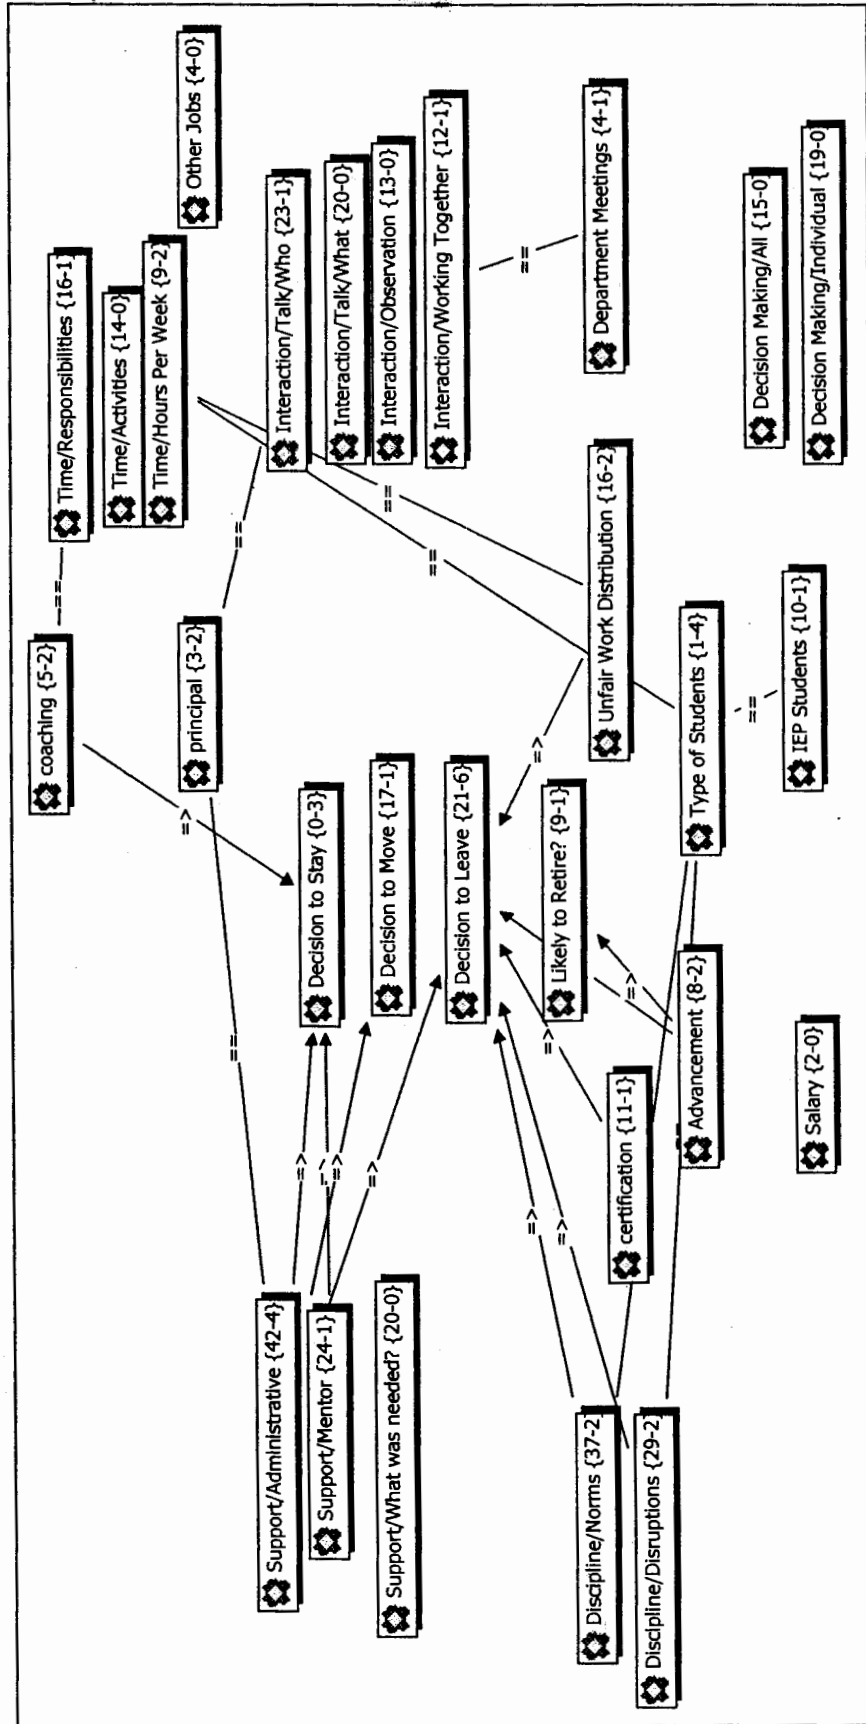 coaching {5-2}
Time/Responsibilities {16-1}
Time/Activities {14-0}
Time/Hours Per Week {9-2}
Other Jobs {4-0}
==
principal {3-2}
==
=>
==
Support/Administrative {42-4}
Support/Mentor {24-1}
Support/What was needed? {20-0}
=>
=>
=>
Decision to Stay {0-3}
Decision to Move {17-1}
Decision to Leave {21-6}
Likely to Retire? {9-1}
Interaction/Talk/Who {23-1}
Interaction/Talk/What {20-0}
Interaction/Observation {13-0}
Interaction/Working Together {12-1}
==
==
==
Department Meetings {4-1}
=>
Unfair Work Distribution {16-2}
=>
=>
=>
=>
Discipline/Norms {37-2}
Discipline/Disruptions {29-2}
certification {11-1}
Advancement {8-2}
Type of Students {1-4}
==
IEP Students {10-1}
Decision Making/All {15-0}
Decision Making/Individual {19-0}
Salary {2-0}